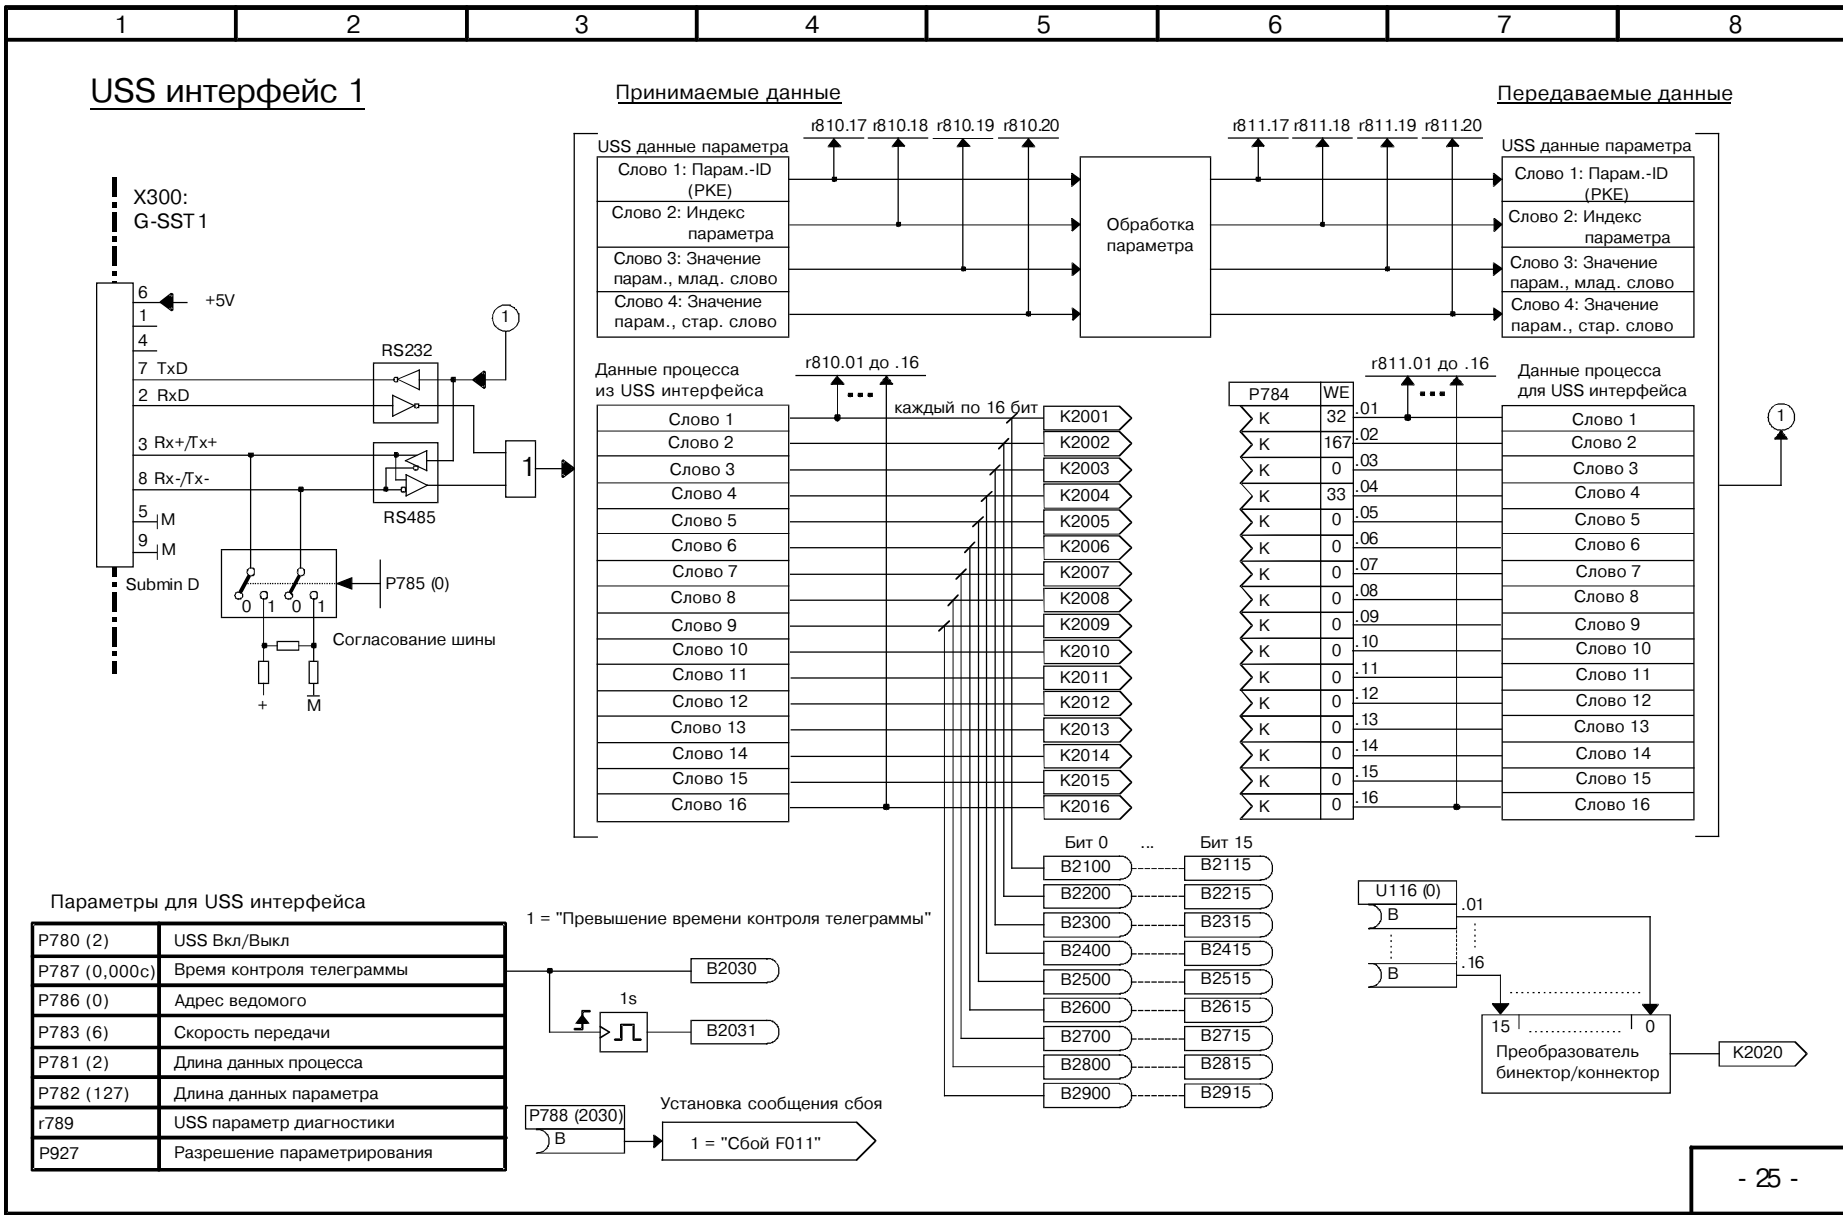 1 2 3 4 5 6 7 8
USS интерфейс 1
Принимаемые данные
Передаваемые данные
r810.17 r810.18 r810.19 r810.20
r811.17 r811.18 r811.19 r811.20
USS данные параметра
Слово 1: Парам.-ID
(PKE)
Слово 2: Индекс
параметра
Слово 3: Значение
парам., млад. слово
Слово 4: Значение
парам., стар. слово
Обработка
параметра
USS данные параметра
Слово 1: Парам.-ID
(PKE)
Слово 2: Индекс
параметра
Слово 3: Значение
парам., млад. слово
Слово 4: Значение
парам., стар. слово
X300:
G-SST1
6
+5V
1
4
7 TxD
2 RxD
3 Rx+/Tx+
8 Rx-/Tx-
5 M
9 M
Submin D
RS232
RS485
1
1
0 1 0 1
P785 (0)
Согласование шины
+ M
Данные процесса
из USS интерфейса
r810.01 до .16
каждый по 16 бит
Слово 1
Слово 2
Слово 3
Слово 4
Слово 5
Слово 6
Слово 7
Слово 8
Слово 9
Слово 10
Слово 11
Слово 12
Слово 13
Слово 14
Слово 15
Слово 16
K2001
K2002
K2003
K2004
K2005
K2006
K2007
K2008
K2009
K2010
K2011
K2012
K2013
K2014
K2015
K2016
r811.01 до .16
Данные процесса
для USS интерфейса
P784 WE
K 32 .01
K 167 .02
K 0 .03
K 33 .04
K 0 .05
K 0 .06
K 0 .07
K 0 .08
K 0 .09
K 0 .10
K 0 .11
K 0 .12
K 0 .13
K 0 .14
K 0 .15
K 0 .16
Слово 1
Слово 2
Слово 3
Слово 4
Слово 5
Слово 6
Слово 7
Слово 8
Слово 9
Слово 10
Слово 11
Слово 12
Слово 13
Слово 14
Слово 15
Слово 16
1
Бит 0 ... Бит 15
B2100 B2115
B2200 B2215
B2300 B2315
B2400 B2415
B2500 B2515
B2600 B2615
B2700 B2715
B2800 B2815
B2900 B2915
U116 (0)
B .01
B .16
15 0
Преобразователь
бинектор/коннектор
K2020
Параметры для USS интерфейса
P780 (2) USS Вкл/Выкл
P787 (0,000с) Время контроля телеграммы
P786 (0) Адрес ведомого
P783 (6) Скорость передачи
P781 (2) Длина данных процесса
P782 (127) Длина данных параметра
r789 USS параметр диагностики
P927 Разрешение параметрирования
1 = "Превышение времени контроля телеграммы"
B2030
1s
B2031
Установка сообщения сбоя
P788 (2030)
B
1 = "Сбой F011"
- 25 -